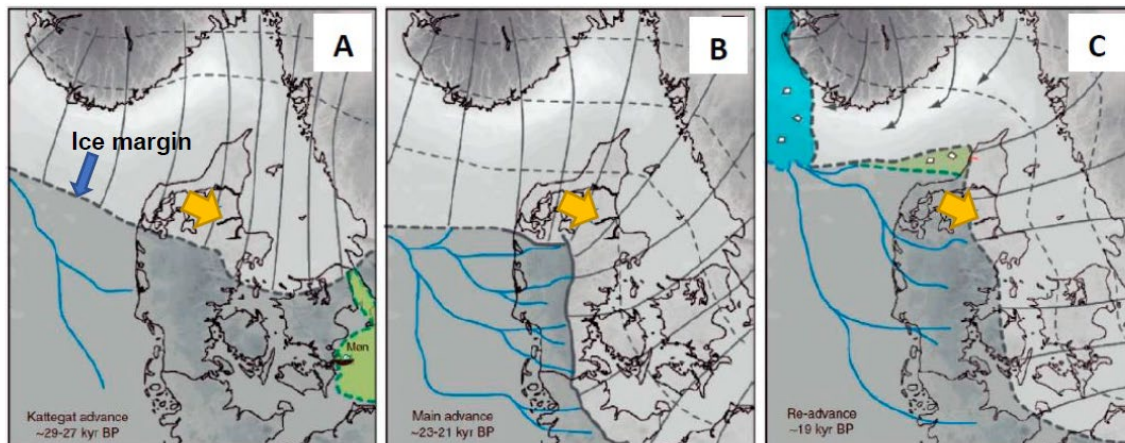 A
Ice margin
Møn
Kattegat advance
~29-27 kyr BP
B
Main advance
~23-21 kyr BP
C
Re-advance
~19 kyr BP